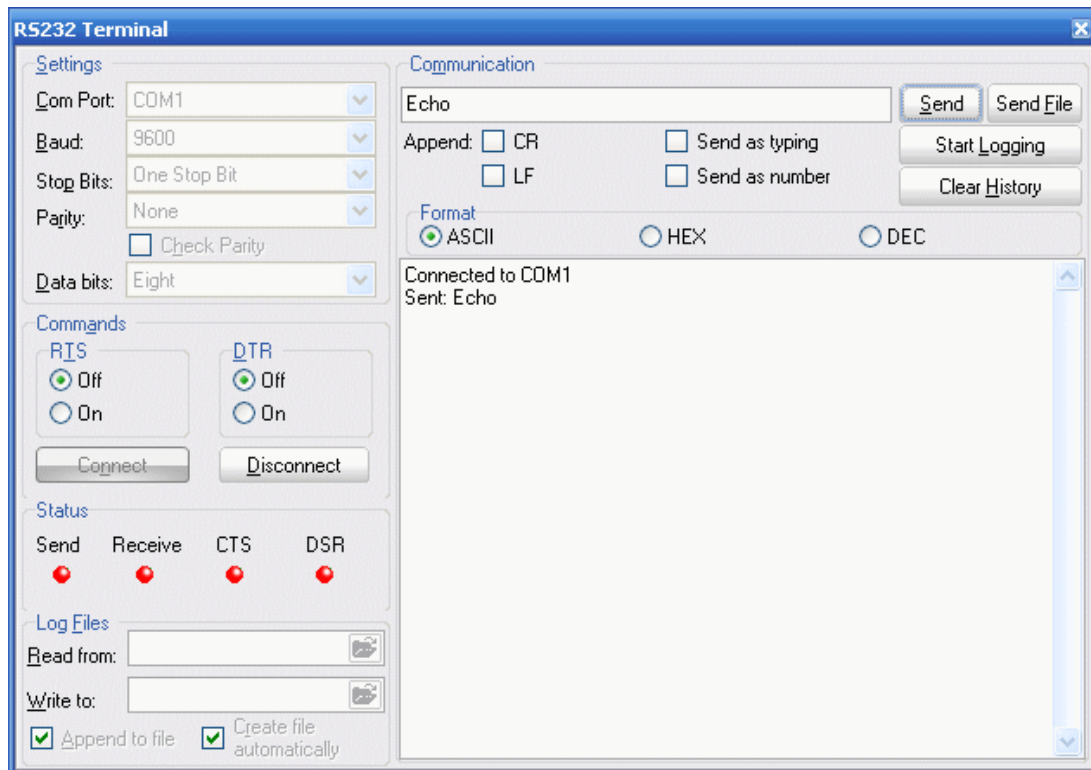 RS232 Terminal
Settings
Com Port: COM1
Baud: 9600
Stop Bits: One Stop Bit
Parity: None
Check Parity
Data bits: Eight
Commands
RTS
Off
On
DTR
Off
On
Connect Disconnect
Status
Send Receive CTS DSR
Log Files
Read from:
Write to:
Append to file
Create file
automatically
Communication
Echo Send Send File
Append: CR Send as typing Start Logging
LF Send as number Clear History
Format
ASCII HEX DEC
Connected to COM1
Sent: Echo